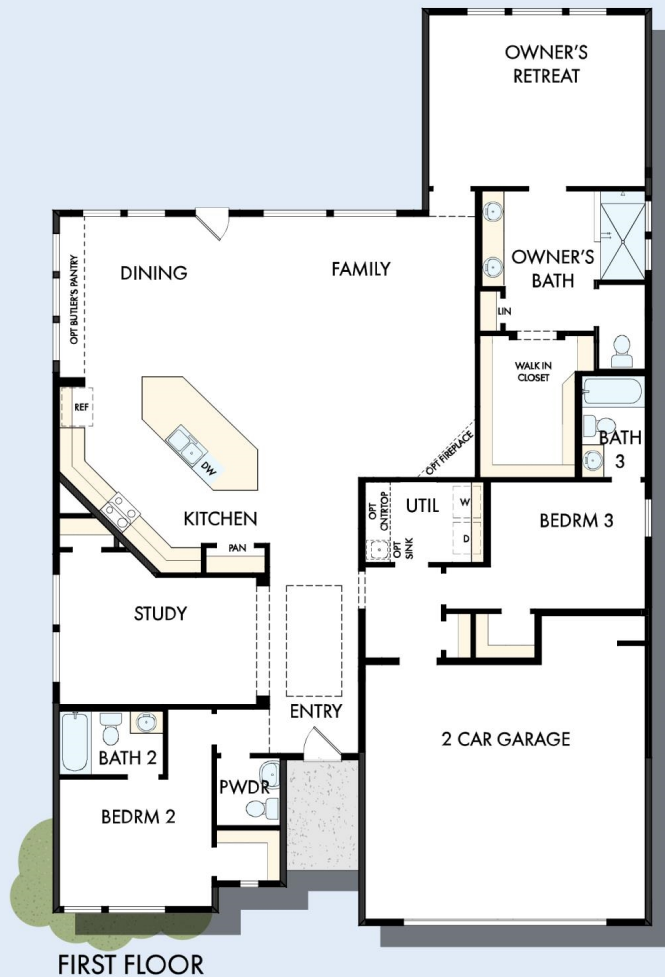 OWNER'S
RETREAT
OWNER'S
BATH
DINING
FAMILY
OPT BUTLER'S PANTRY
LIN
WALK IN
CLOSET
REF
DW
OPT FIREPLACE
BATH
3
KITCHEN
PAN
OPT
CNTRTOP
UTIL
W
D
OPT
SINK
BEDRM 3
STUDY
ENTRY
2 CAR GARAGE
BATH 2
PWDR
BEDRM 2
FIRST FLOOR